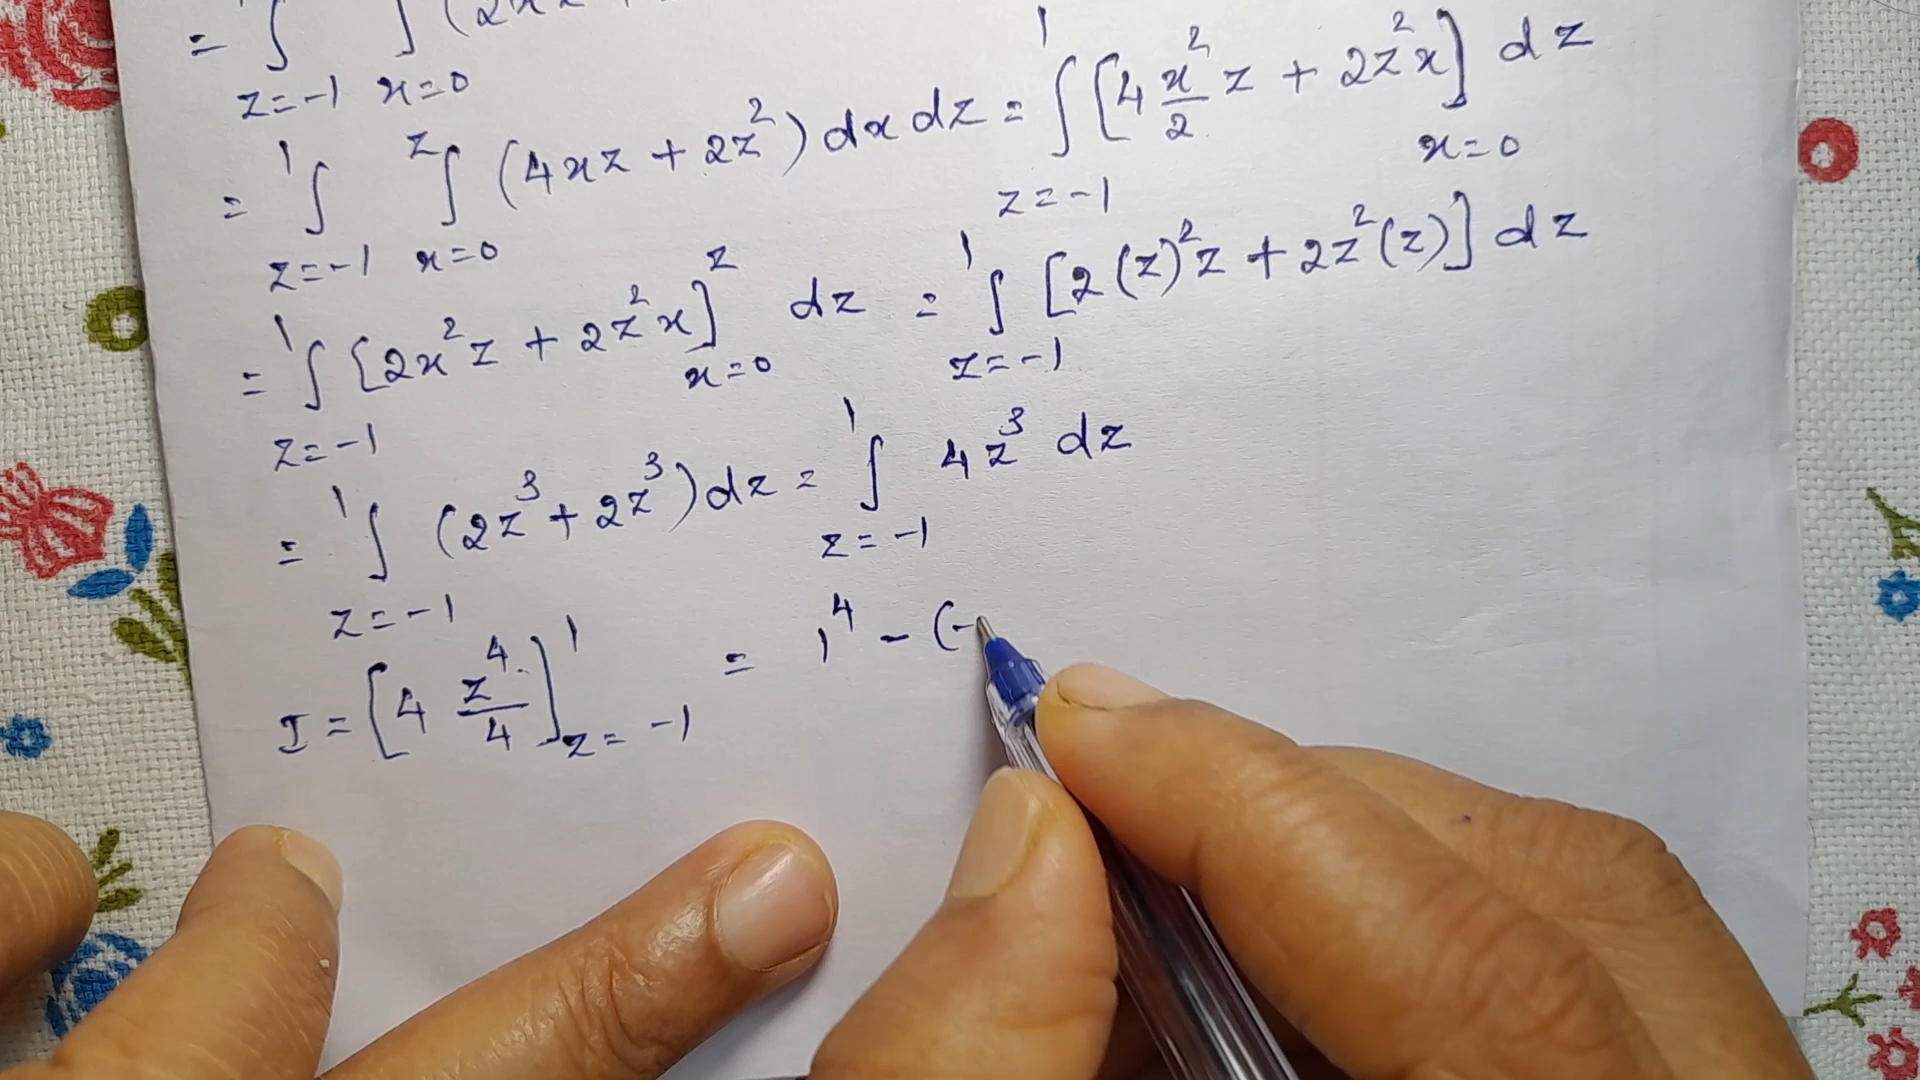 = ∫ ∫ (2xz
z=-1 x=0
= ¹∫ ᶻ∫ (4xz + 2z²) dx dz = ¹∫ [4 x²/2 z + 2z²x] dz
z=-1 x=0 z=-1 x=0
= ¹∫ [2x²z + 2z²x]ᶻ dz = ¹∫ [2(z)²z + 2z²(z)] dz
z=-1 x=0 z=-1
= ¹∫ (2z³ + 2z³) dz = ¹∫ 4z³ dz
z=-1 z=-1
I = [4 z⁴/4]¹ z=-1 = 1⁴ - (-